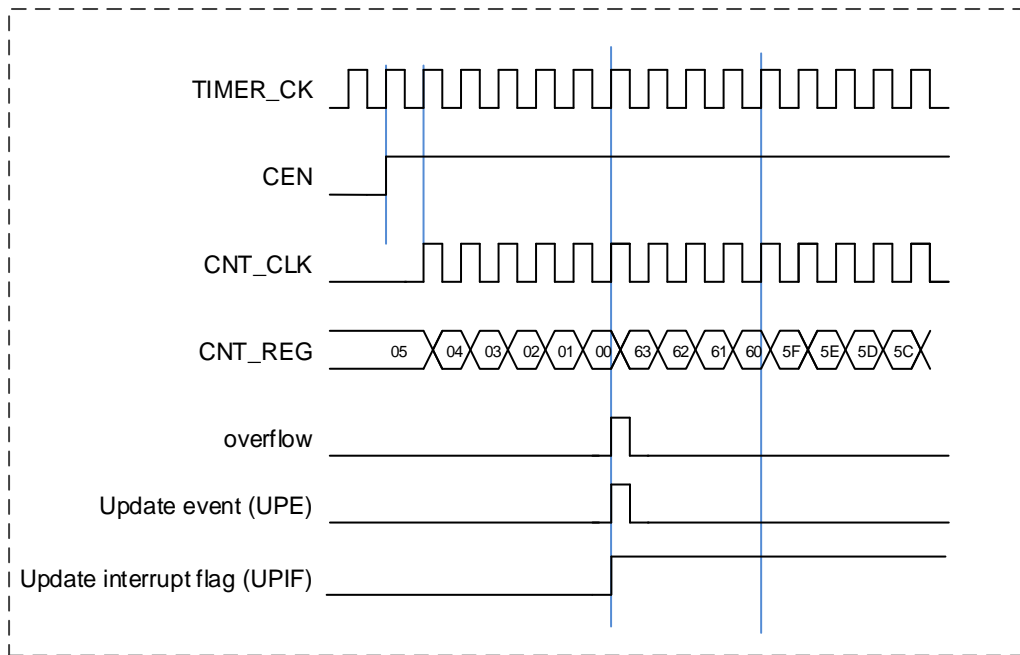 TIMER_CK
CEN
CNT_CLK
CNT_REG 05 04 03 02 01 00 63 62 61 60 5F 5E 5D 5C
overflow
Update event (UPE)
Update interrupt flag (UPIF)